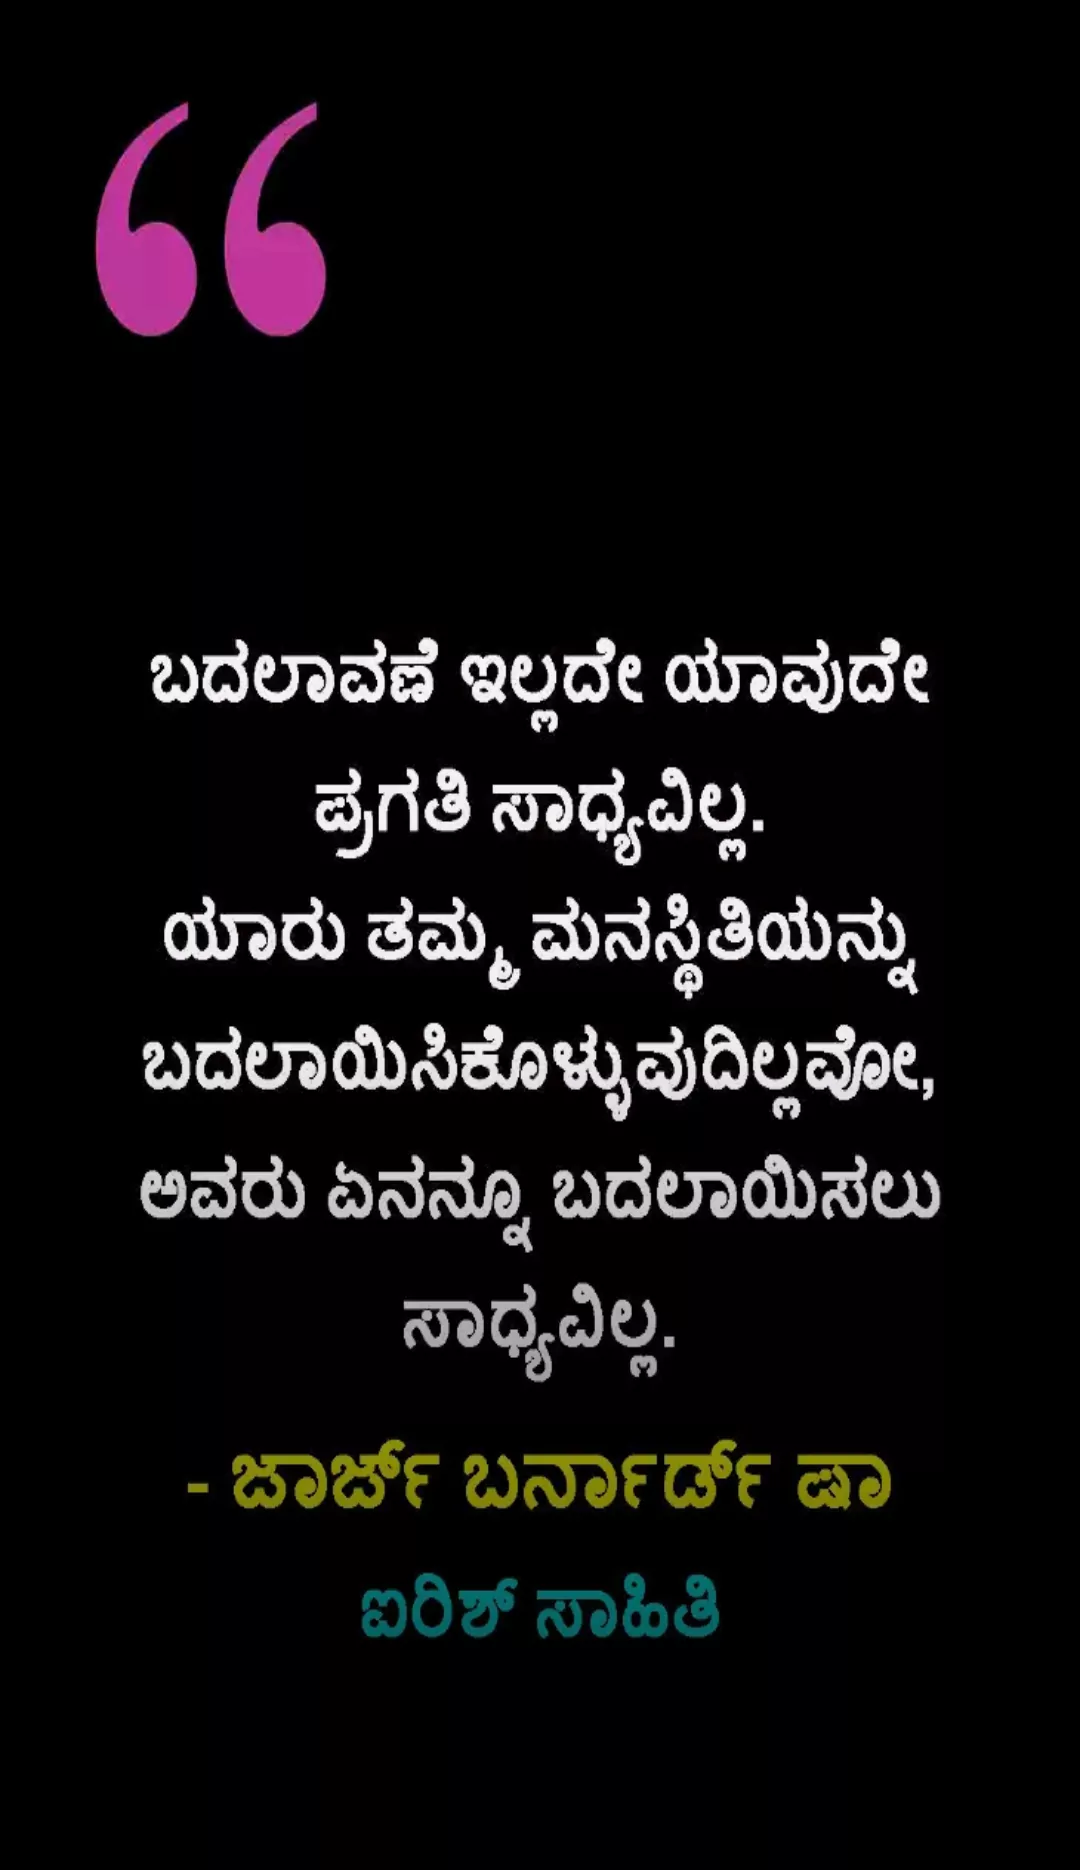 “
ಬದಲಾವಣೆ ಇಲ್ಲದೇ ಯಾವುದೇ
ಪ್ರಗತಿ ಸಾಧ್ಯವಿಲ್ಲ.
ಯಾರು ತಮ್ಮ ಮನಸ್ಥಿತಿಯನ್ನು
ಬದಲಾಯಿಸಿಕೊಳ್ಳುವುದಿಲ್ಲವೋ,
ಅವರು ಏನನ್ನೂ ಬದಲಾಯಿಸಲು
ಸಾಧ್ಯವಿಲ್ಲ.
- ಜಾರ್ಜ್ ಬರ್ನಾರ್ಡ್ ಷಾ
ಐರಿಶ್ ಸಾಹಿತಿ